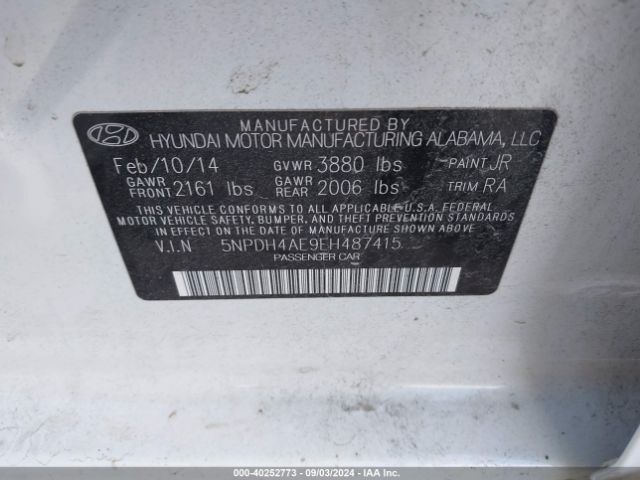 MANUFACTURED BY
HYUNDAI MOTOR MANUFACTURING ALABAMA, LLC
Feb/10/14 GVWR 3880 lbs PAINT JR
GAWR FRONT 2161 lbs GAWR REAR 2006 lbs TRIM RA
THIS VEHICLE CONFORMS TO ALL APPLICABLE U.S.A. FEDERAL
MOTOR VEHICLE SAFETY, BUMPER, AND THEFT PREVENTION STANDARDS
IN EFFECT ON THE DATE OF MANUFACTURE SHOWN ABOVE
V.I.N 5NPDH4AE9EH487415
PASSENGER CAR
000-40252773 - 09/03/2024 - IAA Inc.